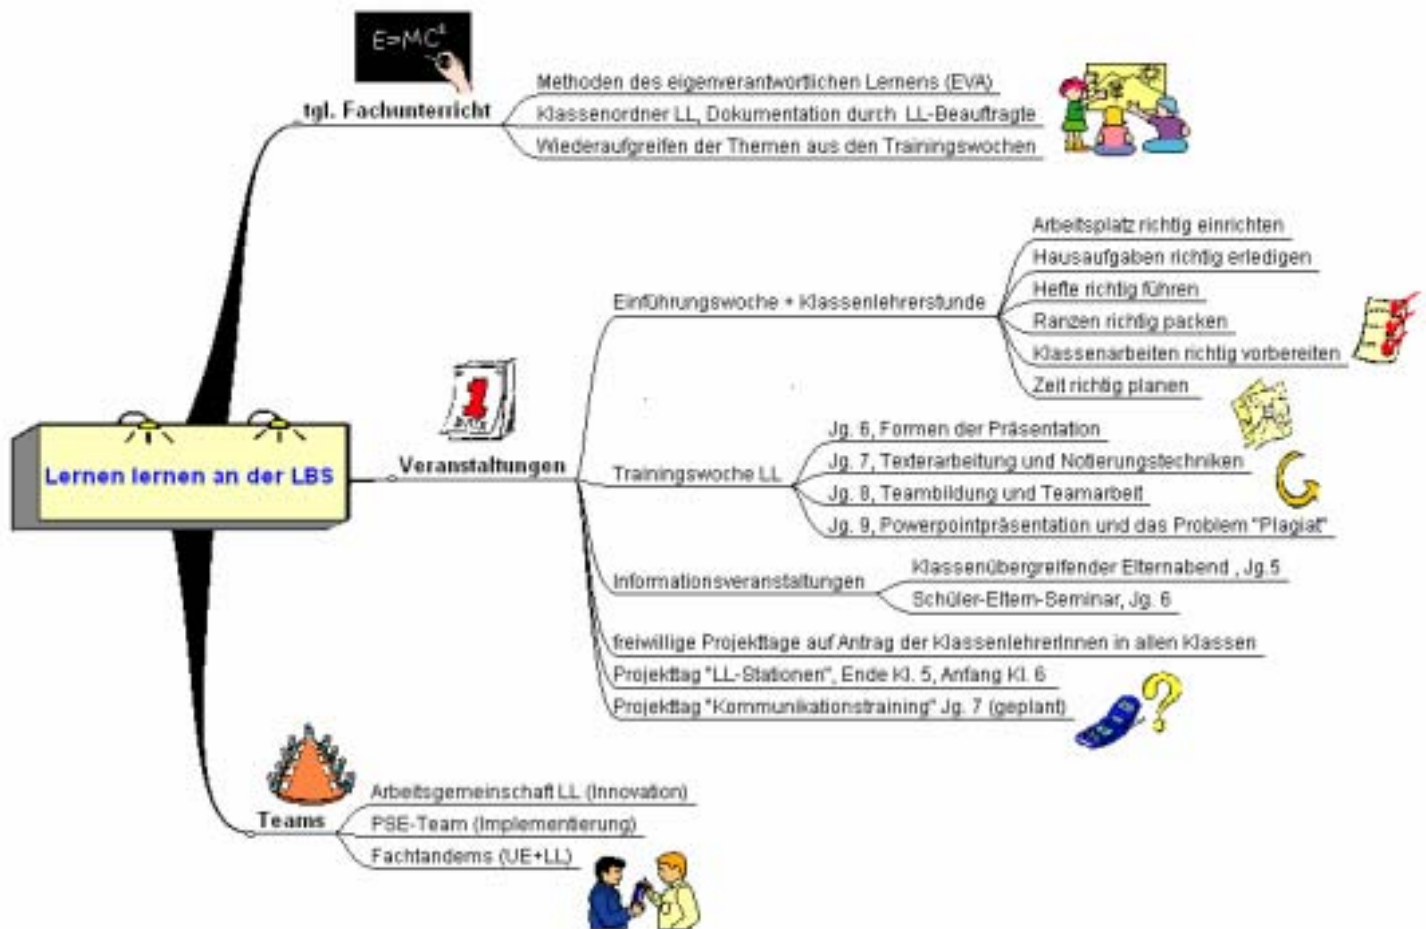 E=MC²
tgl. Fachunterricht
Methoden des eigenverantwortlichen Lernens (EVA)
Klassenordner LL, Dokumentation durch LL-Beauftragte
Wiederaufgreifen der Themen aus den Trainingswochen
Lernen lernen an der LBS
1
Veranstaltungen
Einführungswoche + Klassenlehrerstunde
Arbeitsplatz richtig einrichten
Hausaufgaben richtig erledigen
Hefte richtig führen
Ranzen richtig packen
Klassenarbeiten richtig vorbereiten
Zeit richtig planen
Trainingswoche LL
Jg. 6, Formen der Präsentation
Jg. 7, Texterarbeitung und Notierungstechniken
Jg. 8, Teambildung und Teamarbeit
Jg. 9, Powerpointpräsentation und das Problem "Plagiat"
Informationsveranstaltungen
Klassenübergreifender Elternabend , Jg.5
Schüler-Eltern-Seminar, Jg. 6
freiwillige Projekttage auf Antrag der KlassenlehrerInnen in allen Klassen
Projekttag "LL-Stationen", Ende Kl. 5, Anfang Kl. 6
Projekttag "Kommunikationstraining" Jg. 7 (geplant)
?
Teams
Arbeitsgemeinschaft LL (Innovation)
PSE-Team (Implementierung)
Fachtandems (UE+LL)